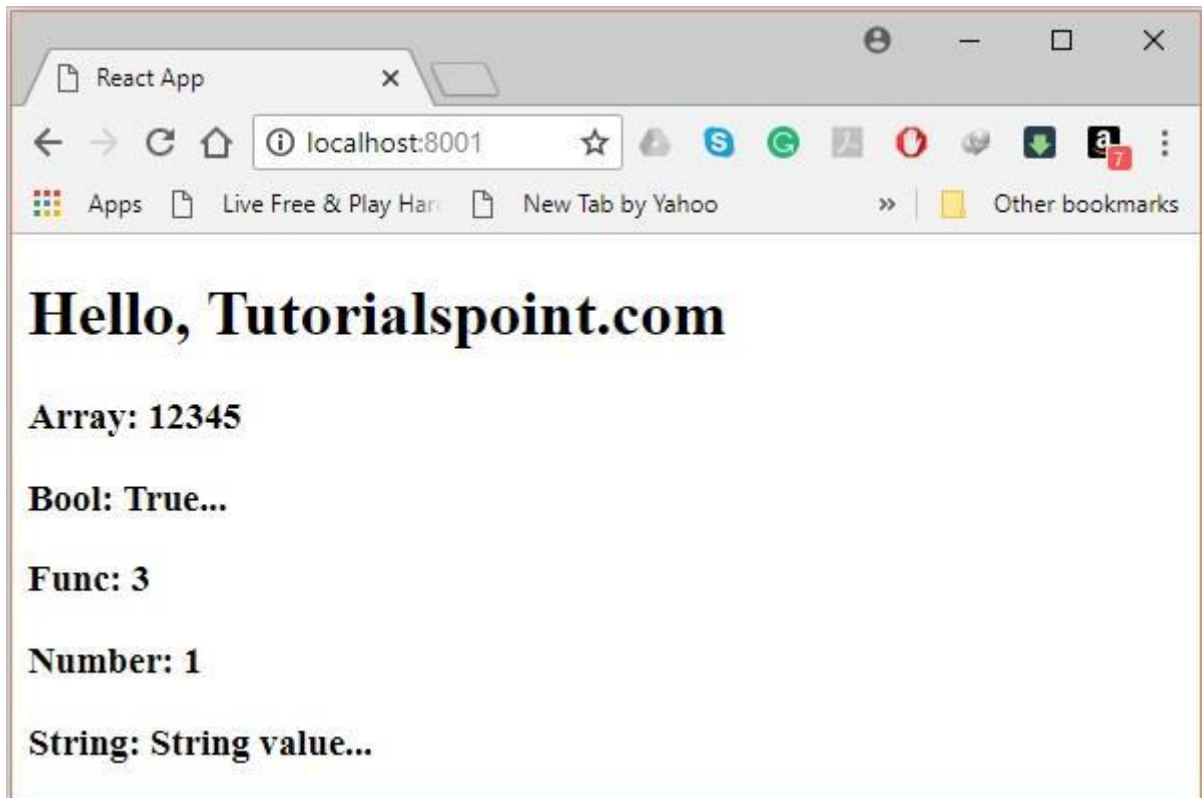 React App
localhost:8001
7
Apps Live Free & Play Har New Tab by Yahoo » Other bookmarks
Hello, Tutorialspoint.com
Array: 12345
Bool: True...
Func: 3
Number: 1
String: String value...